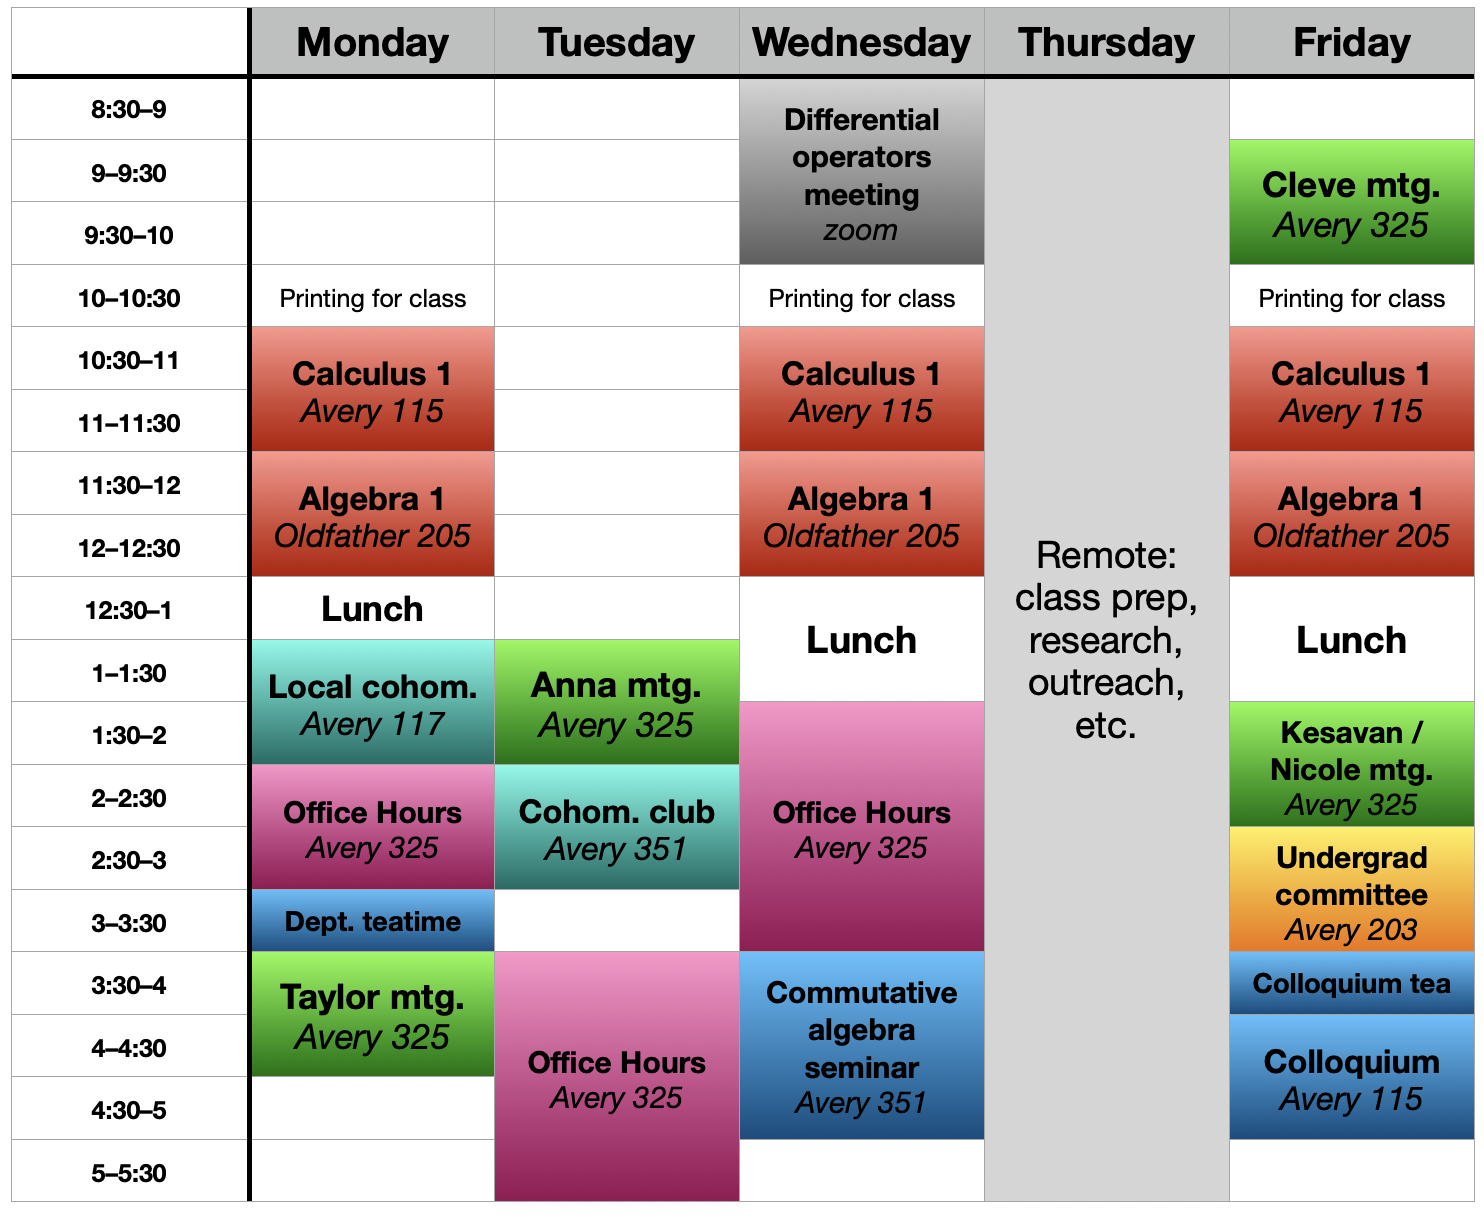 Monday Tuesday Wednesday Thursday Friday
8:30–9
9–9:30
9:30–10
10–10:30
10:30–11
11–11:30
11:30–12
12–12:30
12:30–1
1–1:30
1:30–2
2–2:30
2:30–3
3–3:30
3:30–4
4–4:30
4:30–5
5–5:30
Printing for class
Calculus 1
Avery 115
Algebra 1
Oldfather 205
Lunch
Local cohom.
Avery 117
Office Hours
Avery 325
Dept. teatime
Taylor mtg.
Avery 325
Anna mtg.
Avery 325
Cohom. club
Avery 351
Office Hours
Avery 325
Differential
operators
meeting
zoom
Printing for class
Calculus 1
Avery 115
Algebra 1
Oldfather 205
Lunch
Office Hours
Avery 325
Commutative
algebra
seminar
Avery 351
Remote:
class prep,
research,
outreach,
etc.
Cleve mtg.
Avery 325
Printing for class
Calculus 1
Avery 115
Algebra 1
Oldfather 205
Lunch
Kesavan /
Nicole mtg.
Avery 325
Undergrad
committee
Avery 203
Colloquium tea
Colloquium
Avery 115